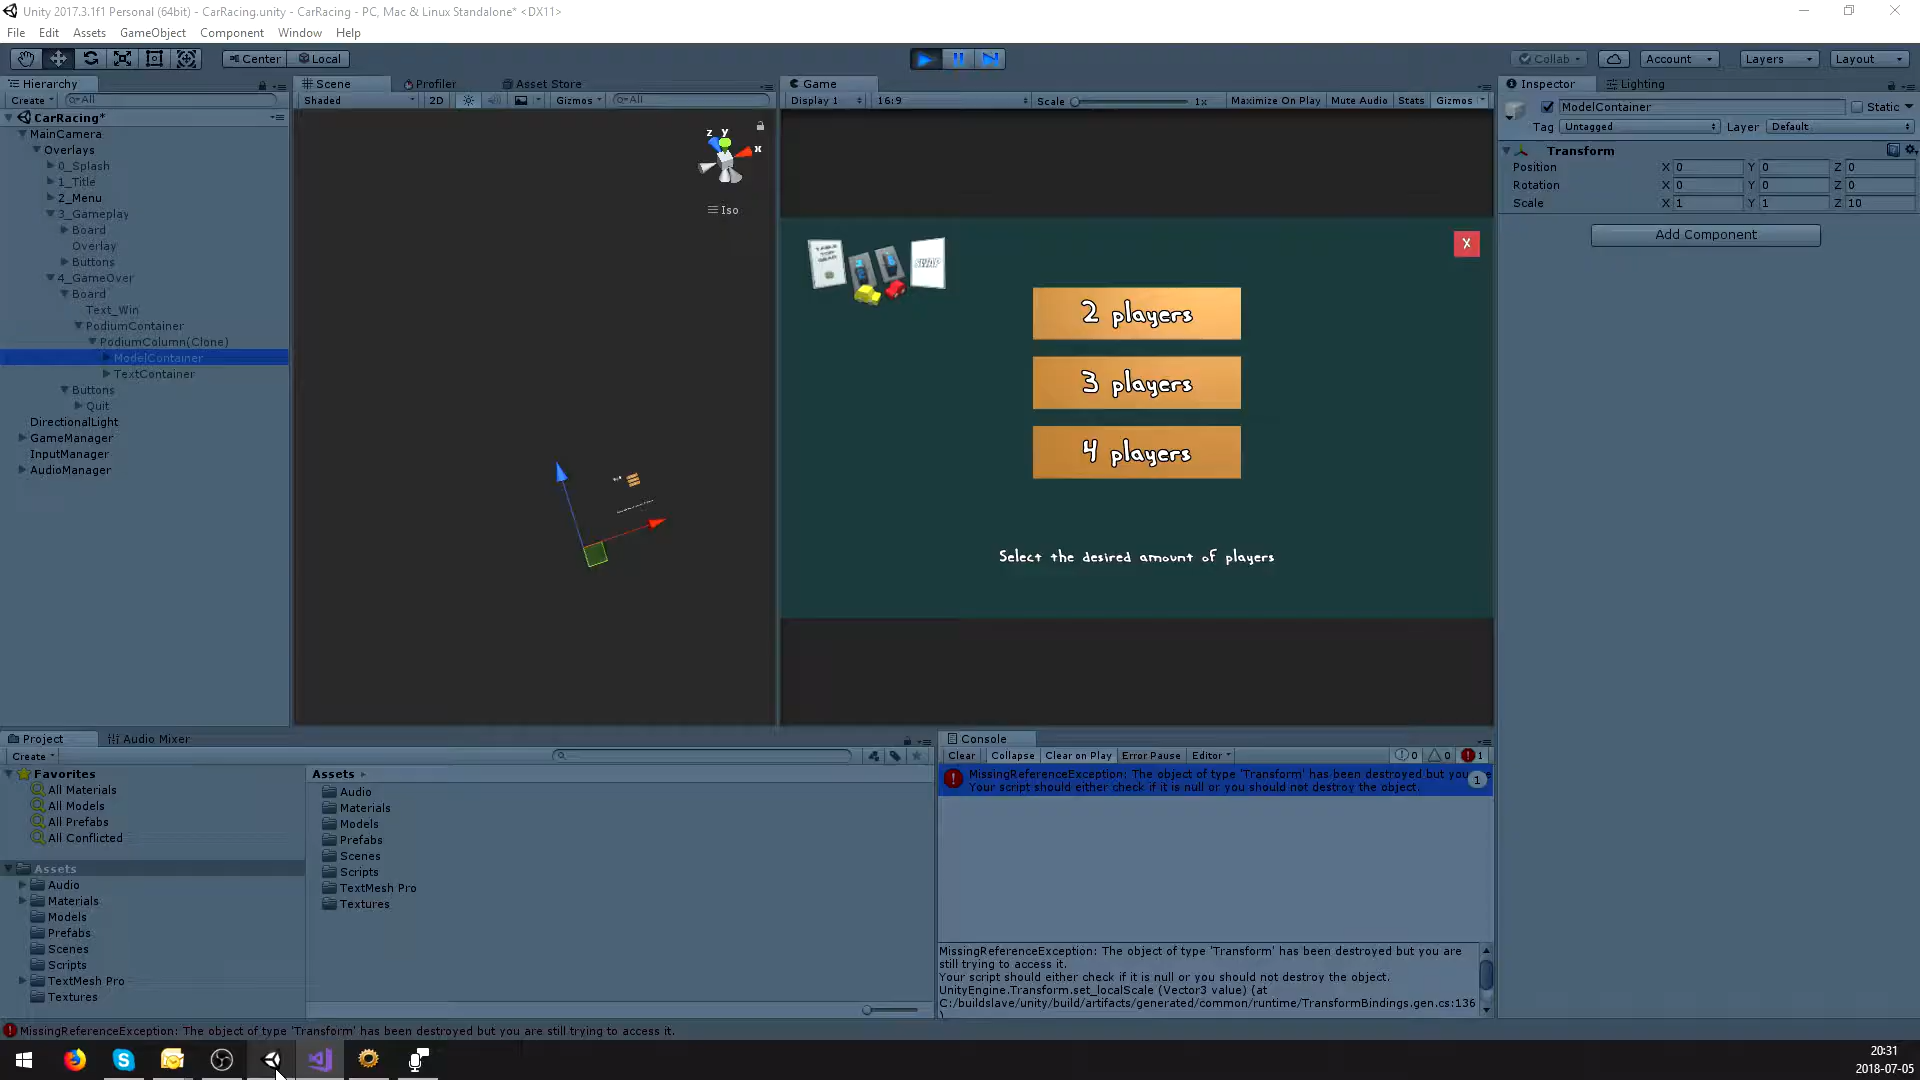 Unity 2017.3.1f1 Personal (64bit) - CarRacing.unity - CarRacing - PC, Mac & Linux Standalone* <DX11>
File Edit Assets GameObject Component Window Help
Center Local
Collab Account Layers Layout
Hierarchy
Create All
CarRacing*
MainCamera
Overlays
0_Splash
1_Title
2_Menu
3_Gameplay
Board
Overlay
Buttons
4_GameOver
Board
Text_Win
PodiumContainer
PodiumColumn(Clone)
ModelContainer
TextContainer
Buttons
Quit
DirectionalLight
GameManager
InputManager
AudioManager
Scene Profiler Asset Store
Shaded 2D Gizmos All
z y x
Iso
Game
Display 1 16:9 Scale 1x Maximize On Play Mute Audio Stats Gizmos
TABLE
TOP
GEAR
SWAP
X
2 players
3 players
4 players
Select the desired amount of players
Inspector Lighting
ModelContainer Static
Tag Untagged Layer Default
Transform
Position X 0 Y 0 Z 0
Rotation X 0 Y 0 Z 0
Scale X 1 Y 1 Z 10
Add Component
Project Audio Mixer
Create
Favorites
All Materials
All Models
All Prefabs
All Conflicted
Assets
Audio
Materials
Models
Prefabs
Scenes
Scripts
TextMesh Pro
Textures
Assets
Audio
Materials
Models
Prefabs
Scenes
Scripts
TextMesh Pro
Textures
Console
Clear Collapse Clear on Play Error Pause Editor 0 0 1
MissingReferenceException: The object of type 'Transform' has been destroyed but you
Your script should either check if it is null or you should not destroy the object.
1
MissingReferenceException: The object of type 'Transform' has been destroyed but you are
still trying to access it.
Your script should either check if it is null or you should not destroy the object.
UnityEngine.Transform.set_localScale (Vector3 value) (at
C:/buildslave/unity/build/artifacts/generated/common/runtime/TransformBindings.gen.cs:136
)
MissingReferenceException: The object of type 'Transform' has been destroyed but you are still trying to access it.
20:31
2018-07-05